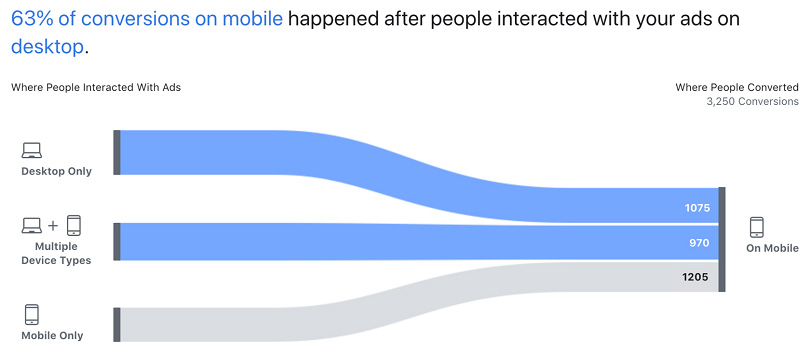 63% of conversions on mobile happened after people interacted with your ads on
desktop.
Where People Interacted With Ads
Where People Converted
3,250 Conversions
Desktop Only
1075
+
Multiple
Device Types
970
On Mobile
1205
Mobile Only